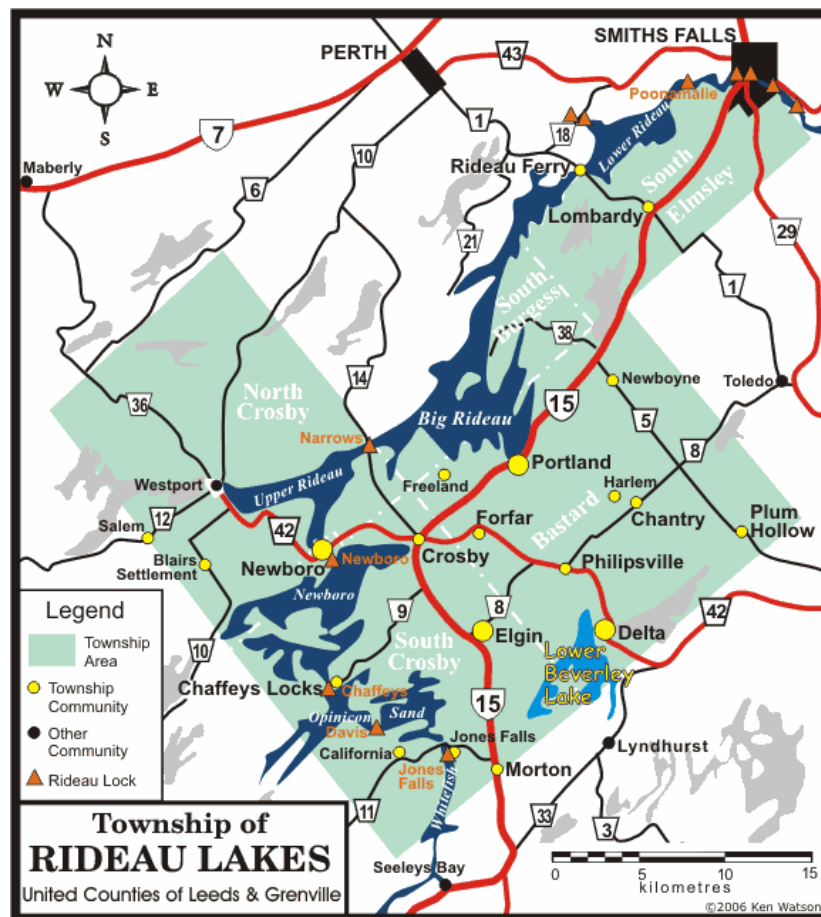 SMITHS FALLS
PERTH
43
N
W E
S
Poonamalie
1
18
Lower Rideau
7
10
Maberly
Rideau Ferry
South
Elmsley
6
Lombardy
29
21
1
South
Burgess
38
14
Newboyne
Toledo
North
Crosby
36
15
5
Big Rideau
8
Narrows
Portland
Westport
Upper Rideau
Freeland
Harlem
Chantry
Plum
Hollow
Salem
12
42
Forfar
Bastard
Crosby
Blairs
Settlement
Newboro
Newboro
Philipsville
Newboro
9
8
42
Elgin
Delta
10
South
Crosby
Lower
Beverley
Lake
Chaffeys Locks
Chaffeys
15
Opinicon
Sand
Davis
Jones Falls
California
Jones
Falls
Lyndhurst
Morton
11
Whitefish
33
3
Seeleys Bay
Legend
Township
Area
Township
Community
Other
Community
Rideau Lock
Township of
RIDEAU LAKES
United Counties of Leeds & Grenville
0 5 10 15
kilometres
©2006 Ken Watson